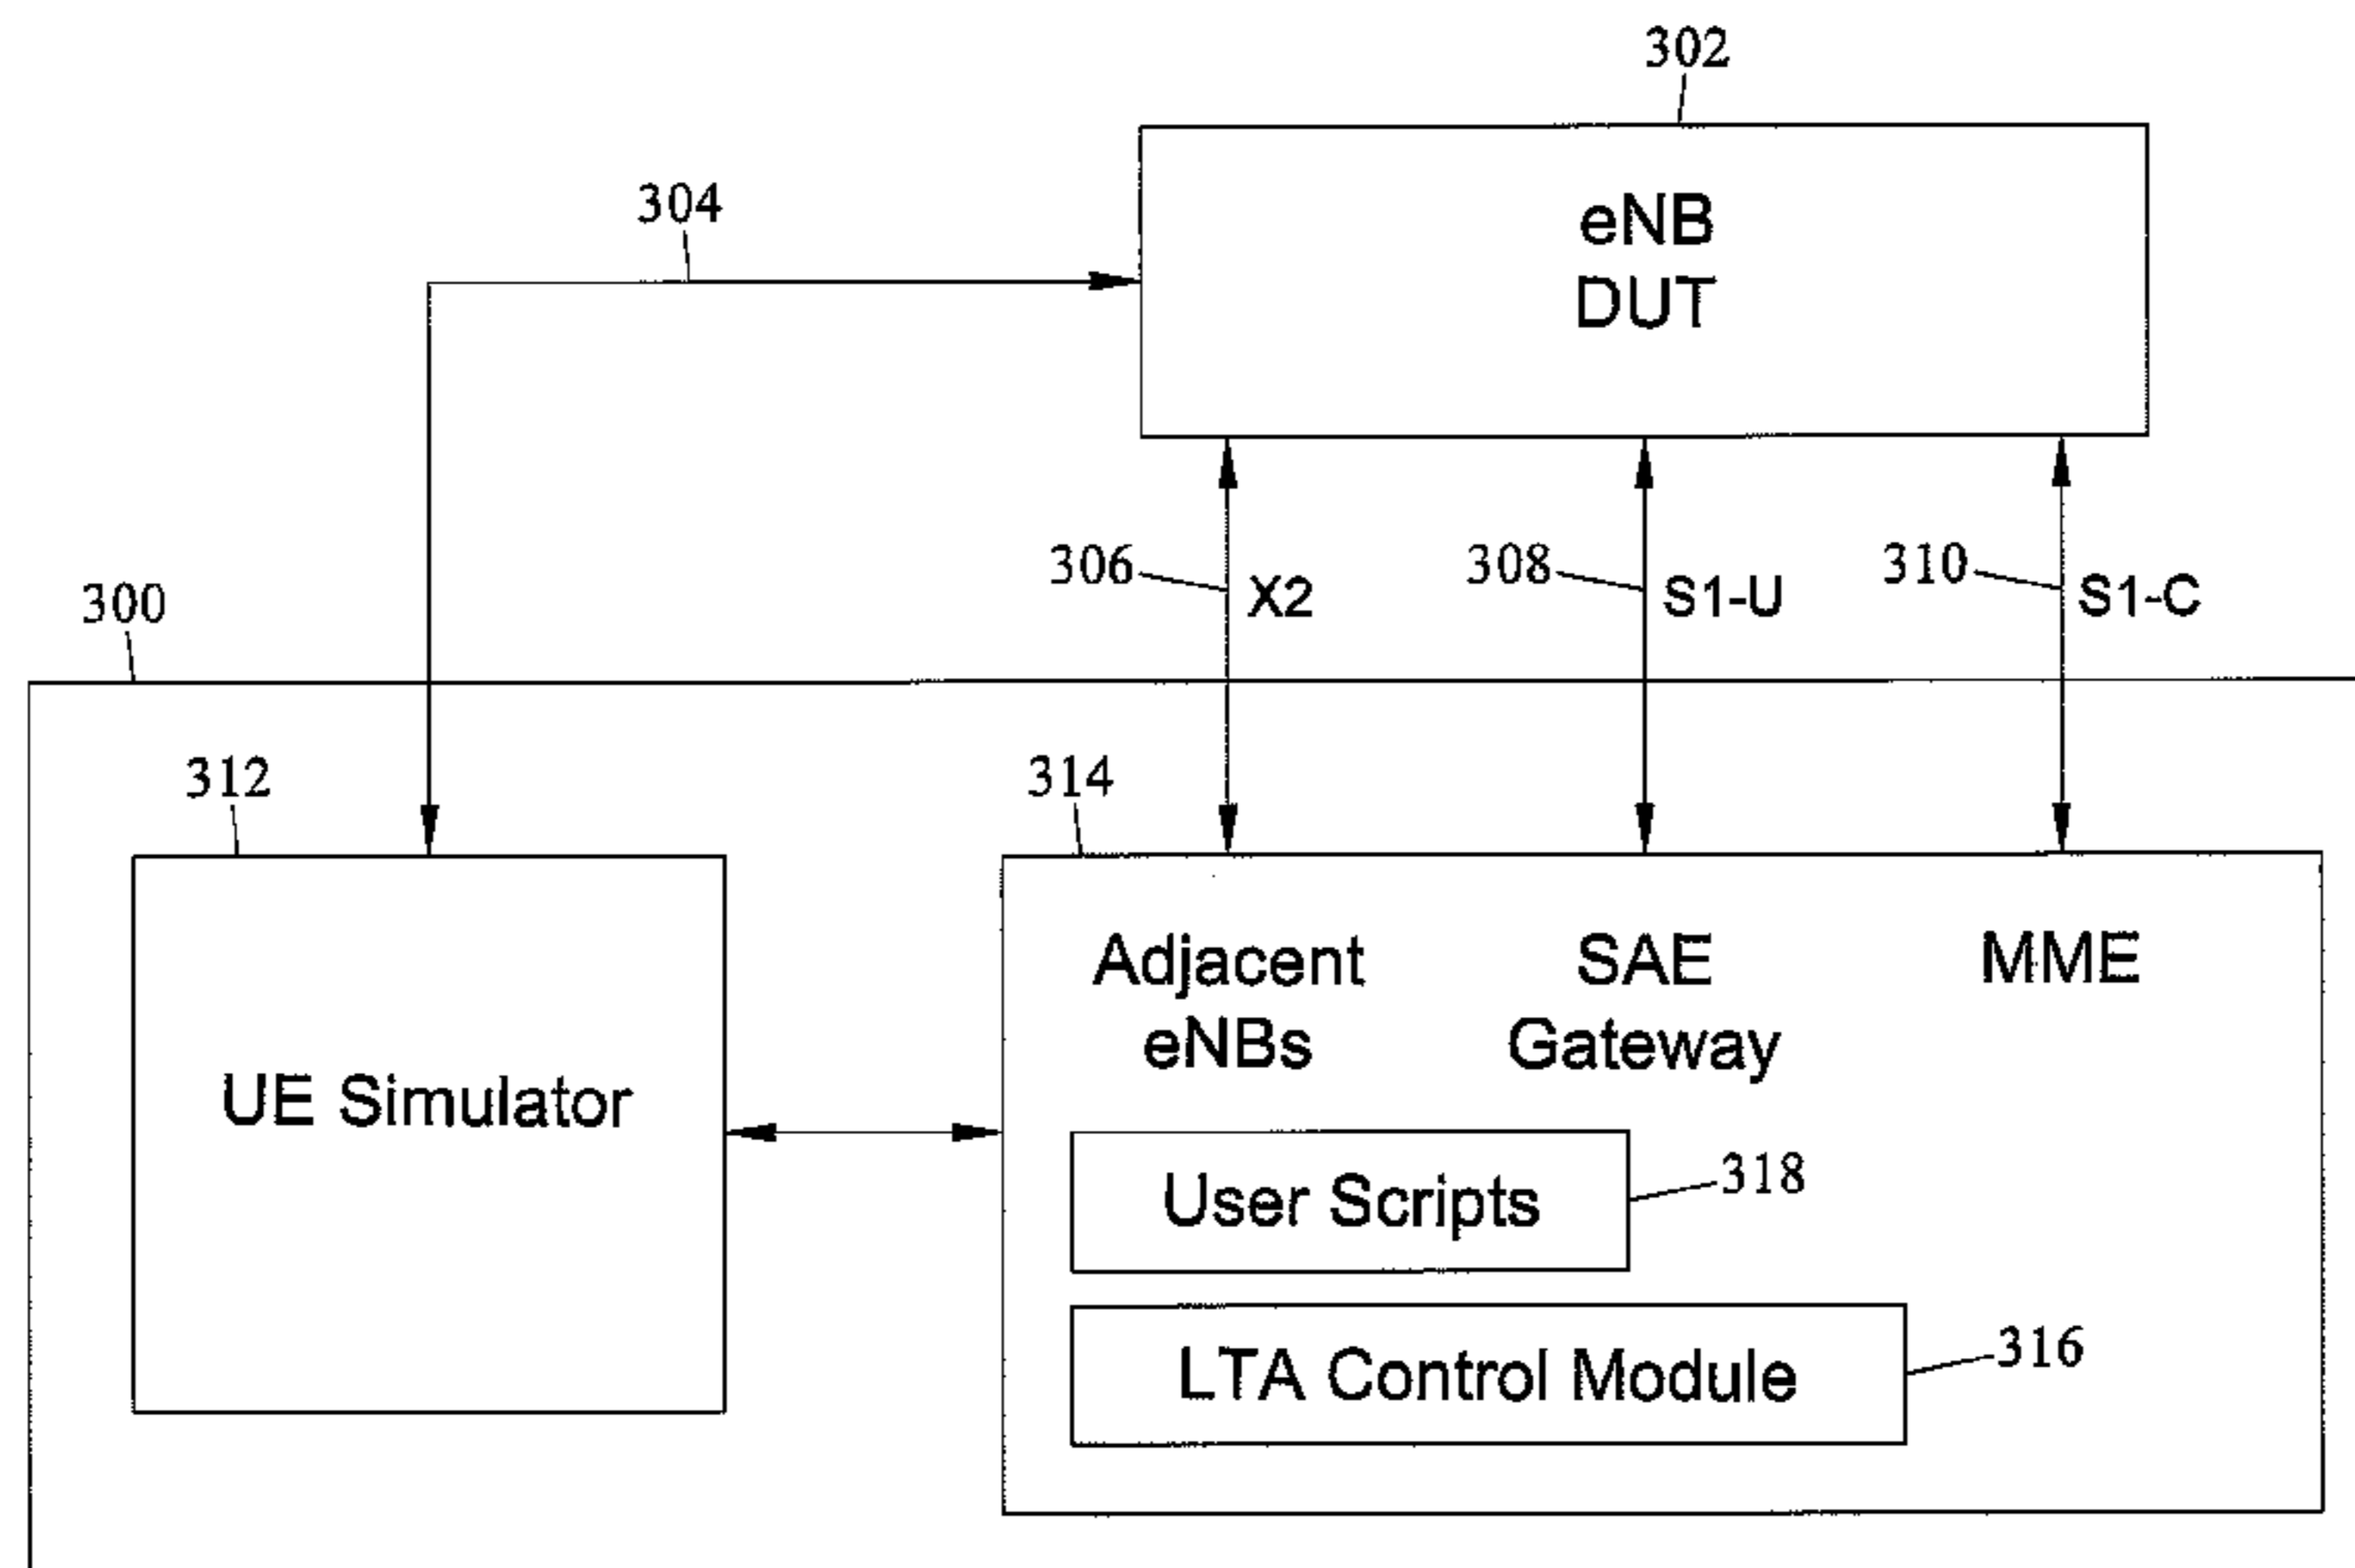 302
eNB
DUT
304
306
X2
308
S1-U
310
S1-C
300
312
314
Adjacent
eNBs
SAE
Gateway
MME
UE Simulator
User Scripts
318
LTA Control Module
316